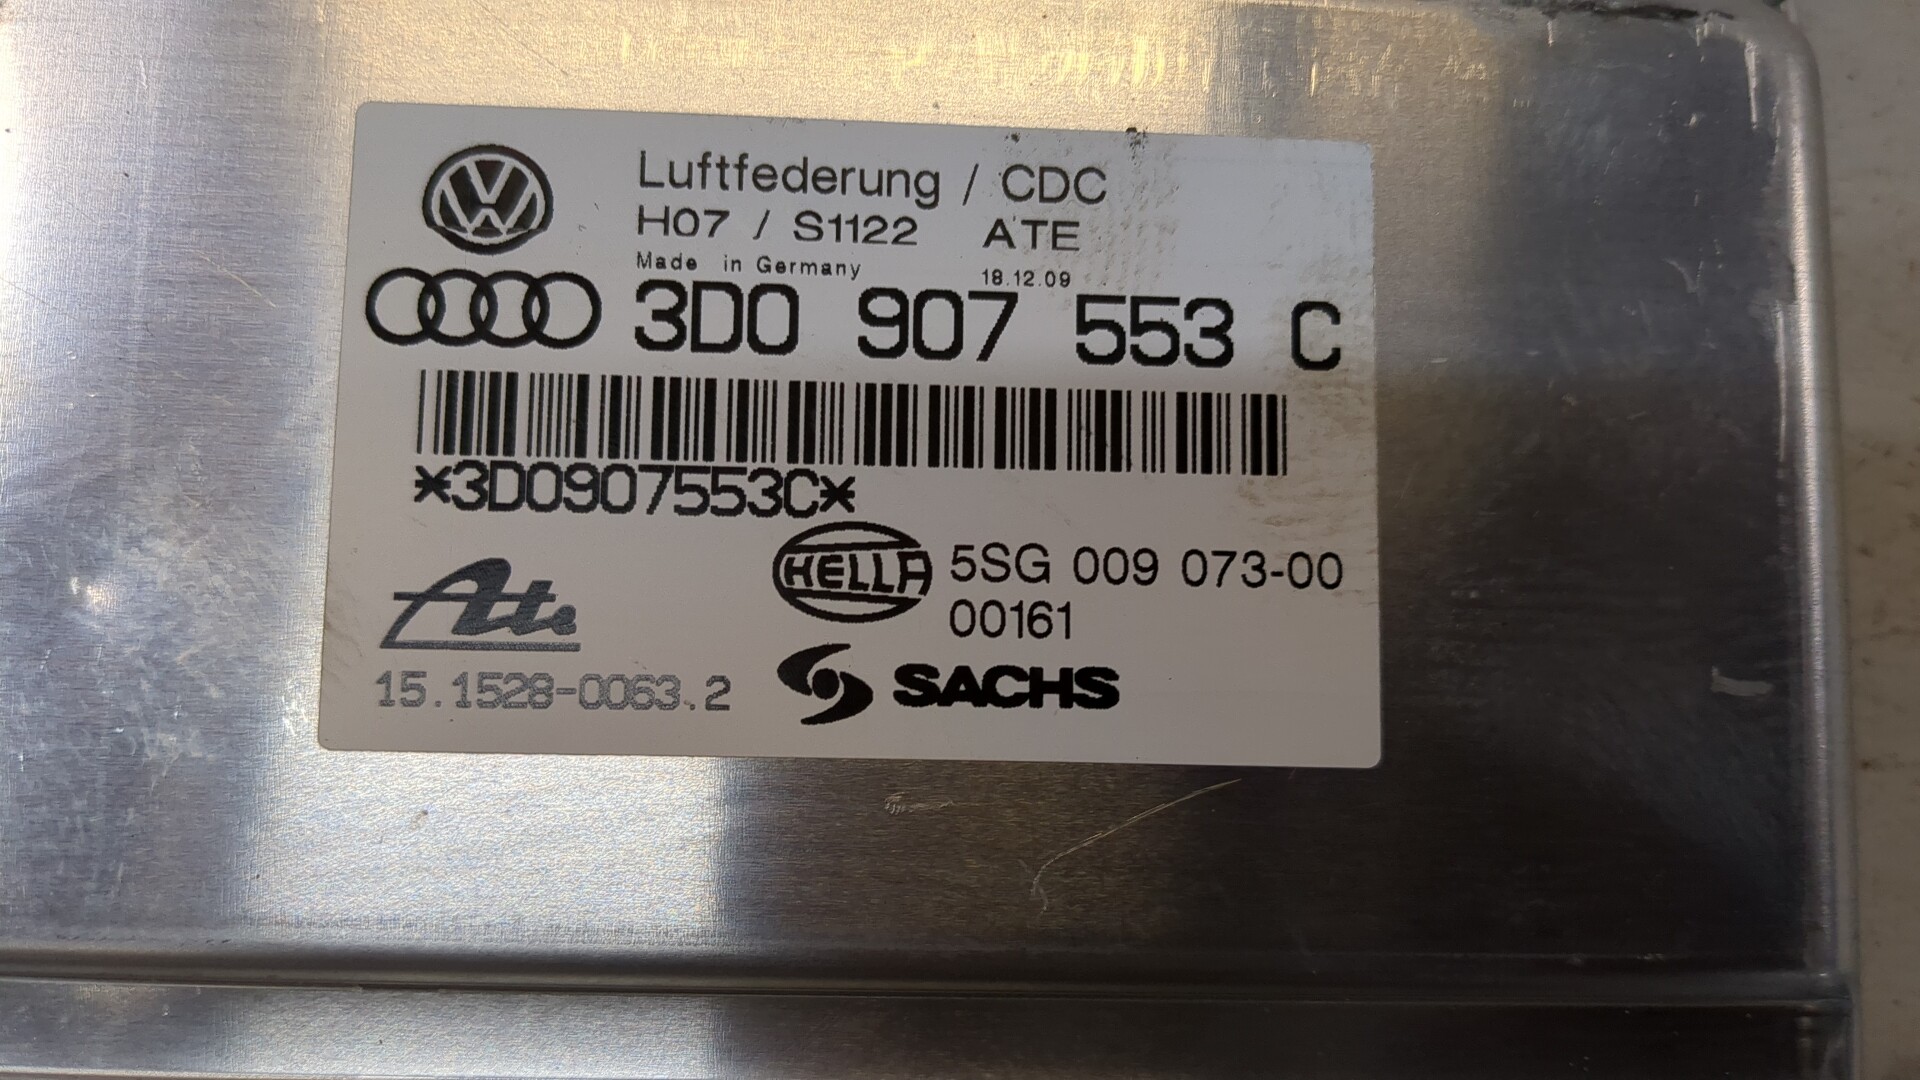 Luftfederung / CDC
H07 / S1122 ATE
Made in Germany 18.12.09
3D0 907 553 C
*3D0907553C*
HELLA 5SG 009 073-00
00161
Ate
15.1528-0063.2
SACHS